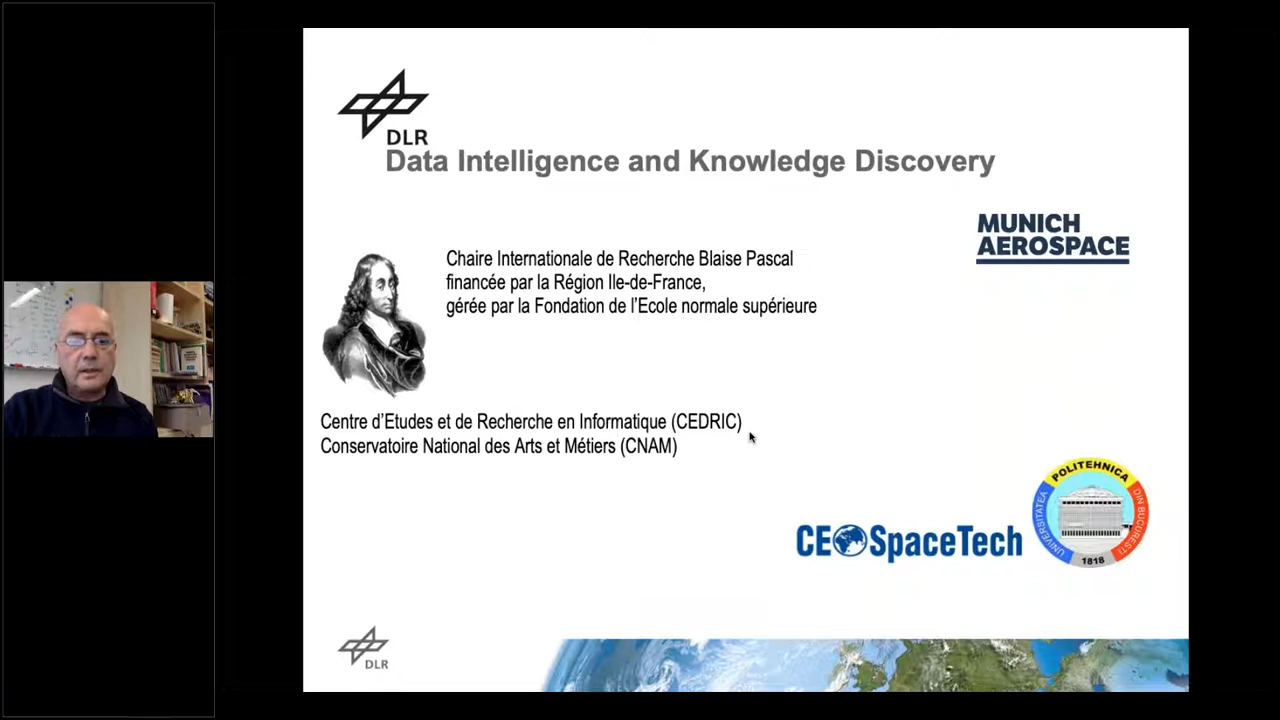 DLR
Data Intelligence and Knowledge Discovery
MUNICH
AEROSPACE
Chaire Internationale de Recherche Blaise Pascal
financée par la Région Ile-de-France,
gérée par la Fondation de l'Ecole normale supérieure
Centre d'Etudes et de Recherche en Informatique (CEDRIC)
Conservatoire National des Arts et Métiers (CNAM)
CEOSpaceTech
UNIVERSITATEA POLITEHNICA DIN BUCURESTI
1818
DLR